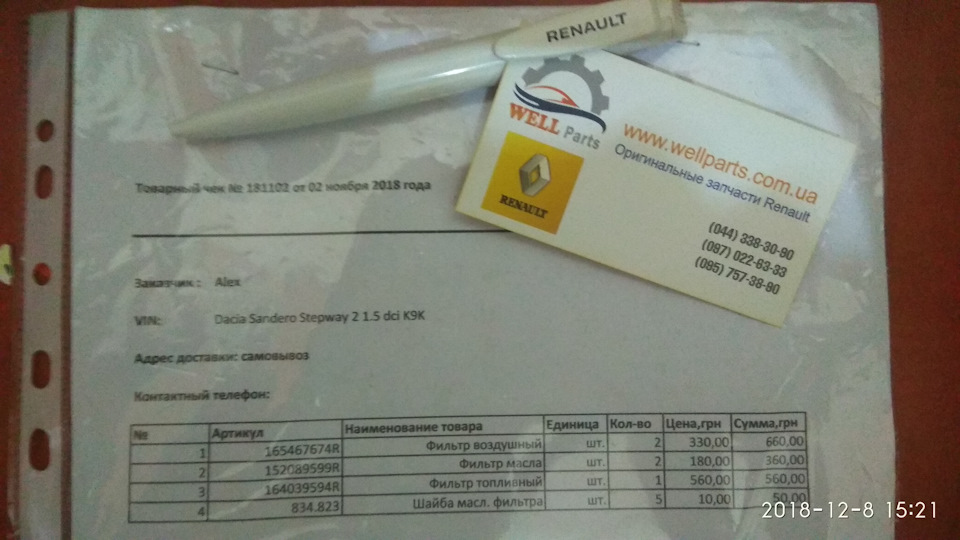 RENAULT
WELL Parts
RENAULT
www.wellparts.com.ua
Оригинальные запчасти Renault
(044) 338-30-90
(097) 022-63-33
(095) 757-38-90
Товарный чек № 181102 от 02 ноября 2018 года
Заказчик : Alex
VIN: Dacia Sandero Stepway 2 1.5 dci K9K
Адрес доставки: самовывоз
Контактный телефон:
№ Артикул Наименование товара Единица Кол-во Цена,грн Сумма,грн
1 165467674R Фильтр воздушный шт. 2 330,00 660,00
2 152089599R Фильтр масла шт. 2 180,00 360,00
3 164039594R Фильтр топливный шт. 1 560,00 560,00
4 834.823 Шайба масл. фильтра шт. 5 10,00 50,00
2018-12-8 15:21